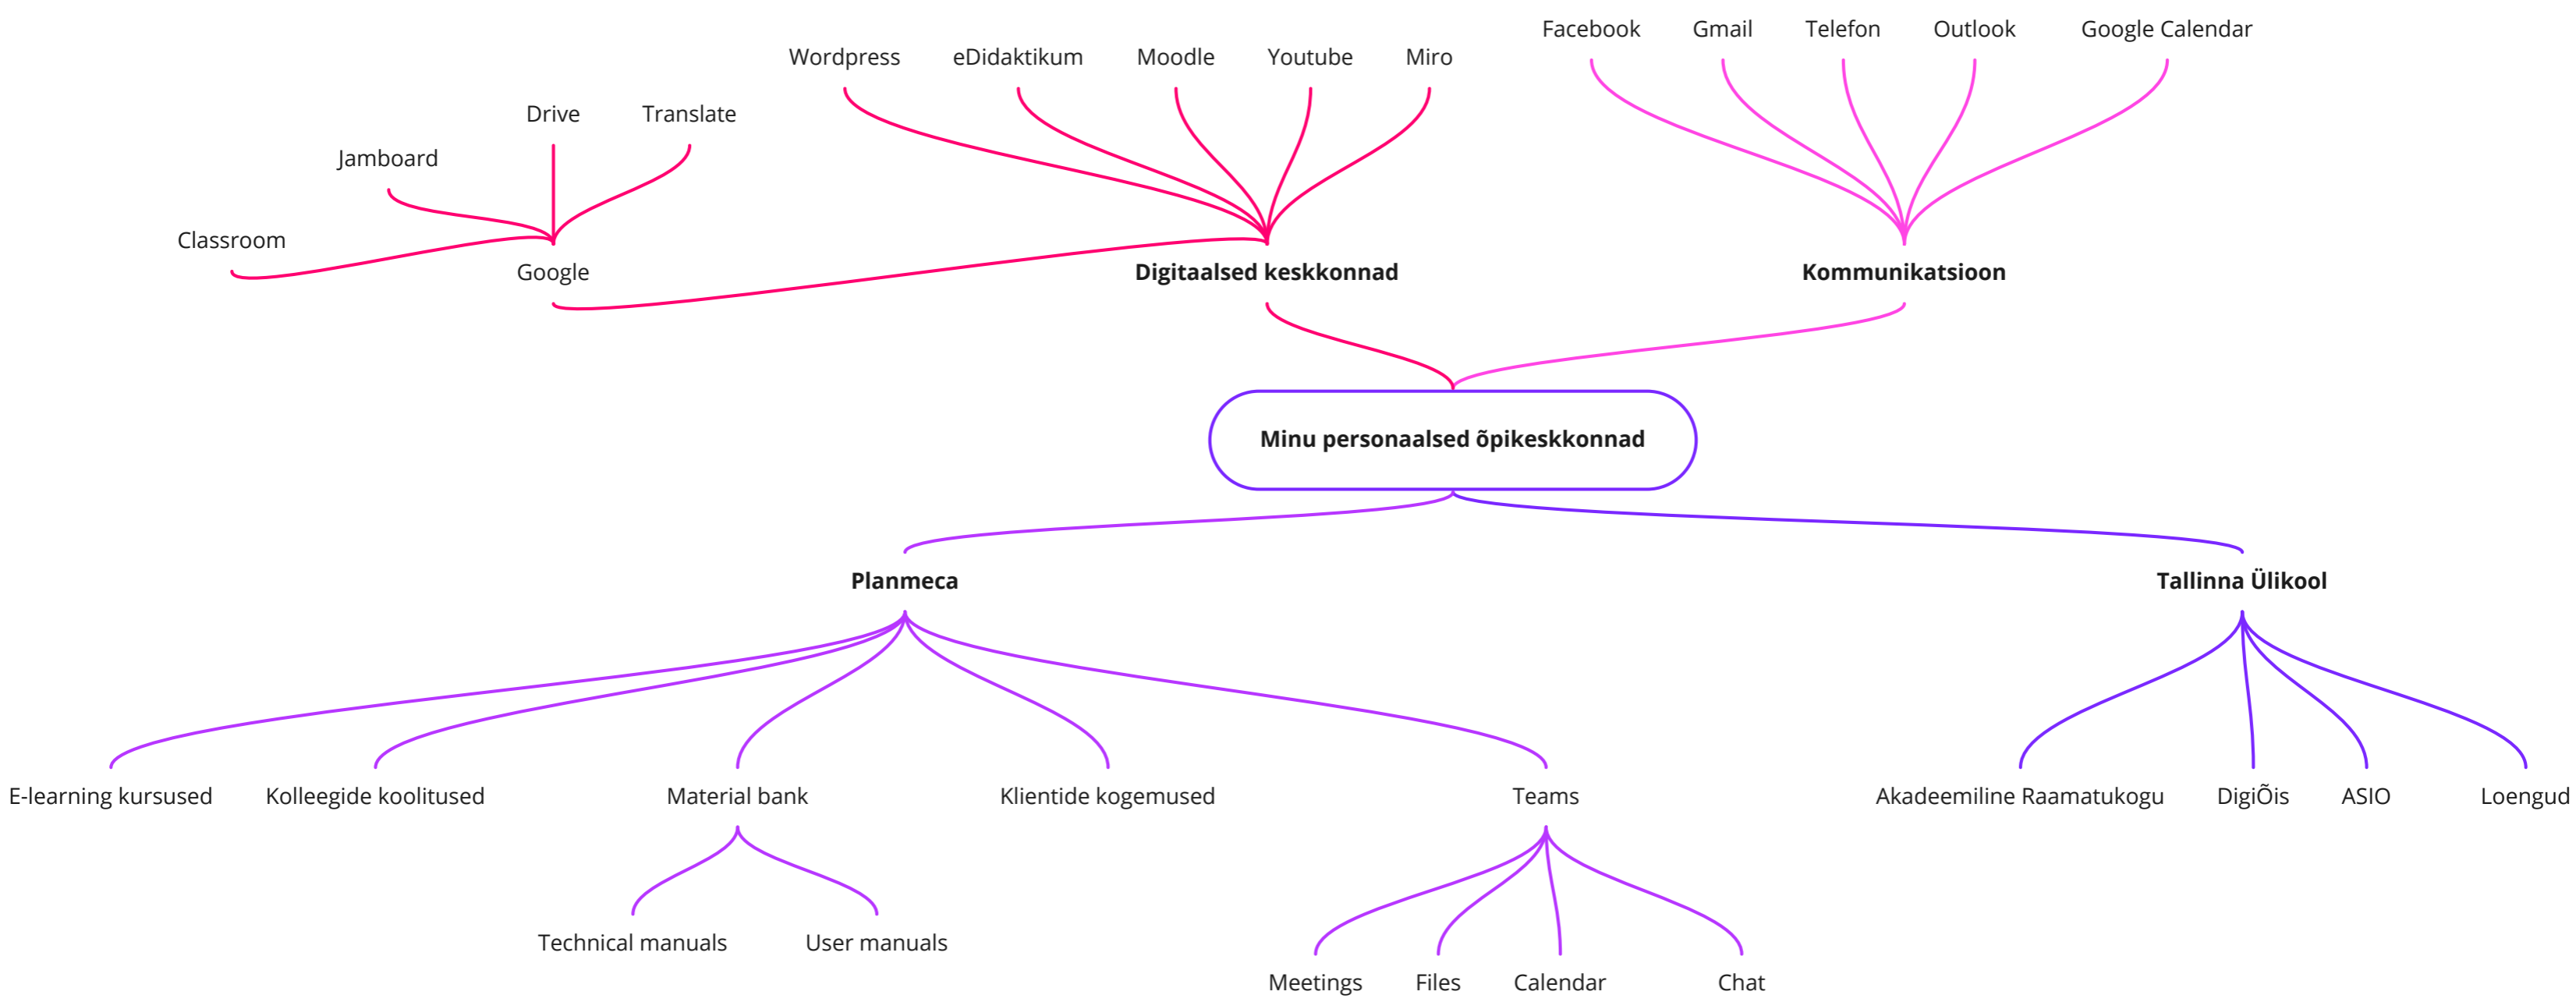 Facebook
Gmail
Telefon
Outlook
Google Calendar
Wordpress
eDidaktikum
Moodle
Youtube
Miro
Drive
Translate
Jamboard
Classroom
Google
Digitaalsed keskkonnad
Kommunikatsioon
Minu personaalsed õpikeskkonnad
Planmeca
Tallinna Ülikool
E-learning kursused
Kolleegide koolitused
Material bank
Klientide kogemused
Teams
Akadeemiline Raamatukogu
DigiÕis
ASIO
Loengud
Technical manuals
User manuals
Meetings
Files
Calendar
Chat